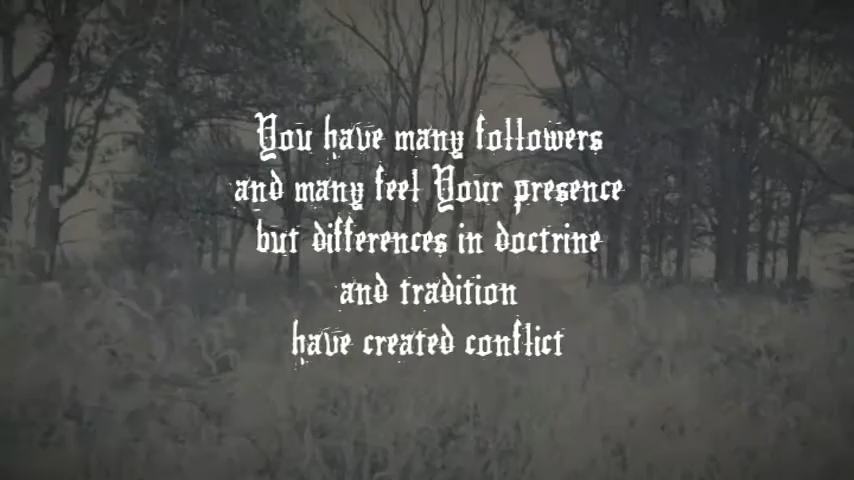 You have many followers
and many feel Your presence
but differences in doctrine
and tradition
have created conflict